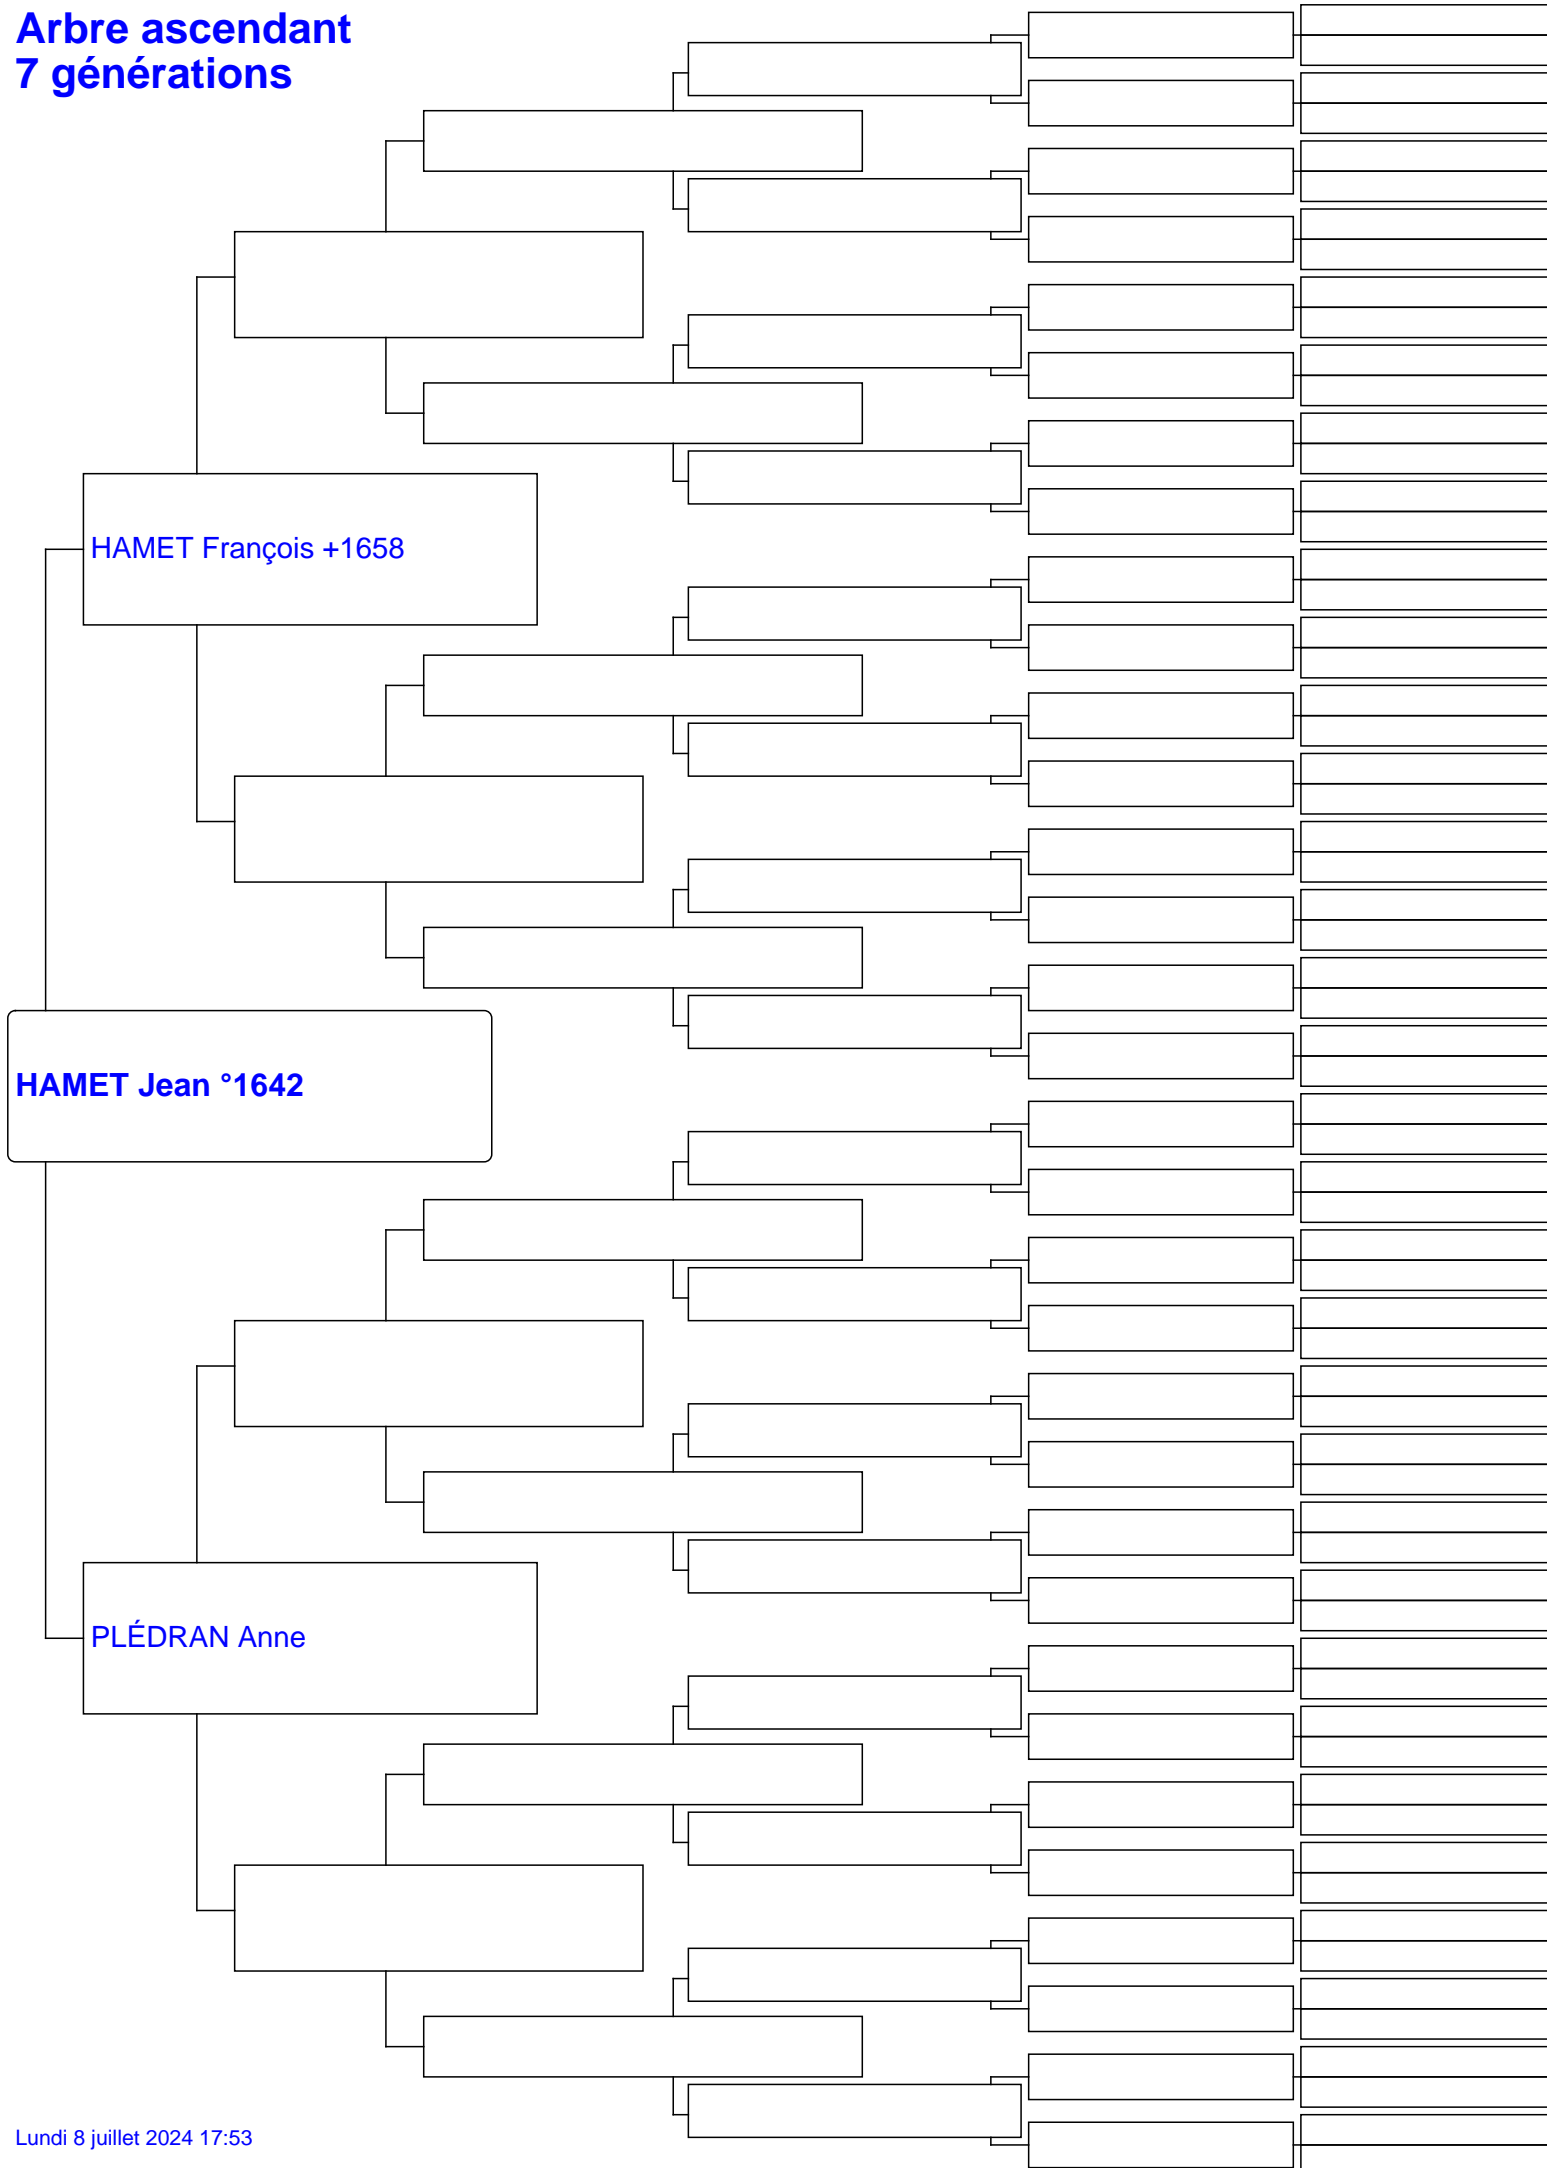 Arbre ascendant
7 générations
HAMET François +1658
HAMET Jean °1642
PLÉDRAN Anne
Lundi 8 juillet 2024 17:53